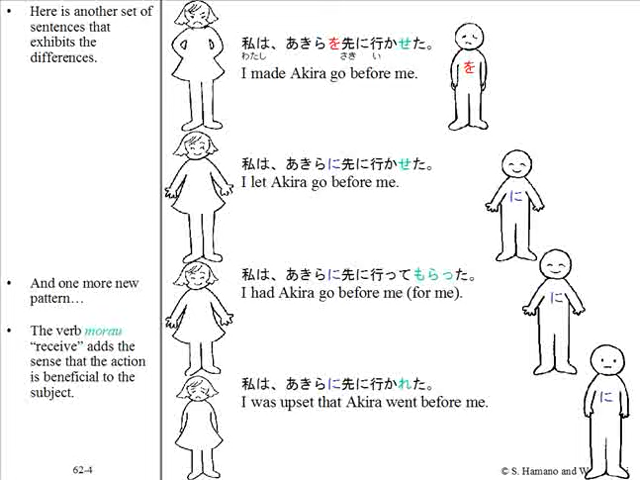 • Here is another set of
sentences that
exhibits the
differences.
• And one more new
pattern…
• The verb morau
“receive” adds the
sense that the action
is beneficial to the
subject.
62-4
私は、あきらを先に行かせた。
わたし さき い
I made Akira go before me.
を
私は、あきらに先に行かせた。
I let Akira go before me.
に
私は、あきらに先に行ってもらった。
I had Akira go before me (for me).
に
私は、あきらに先に行かれた。
I was upset that Akira went before me.
に
© S. Hamano and W